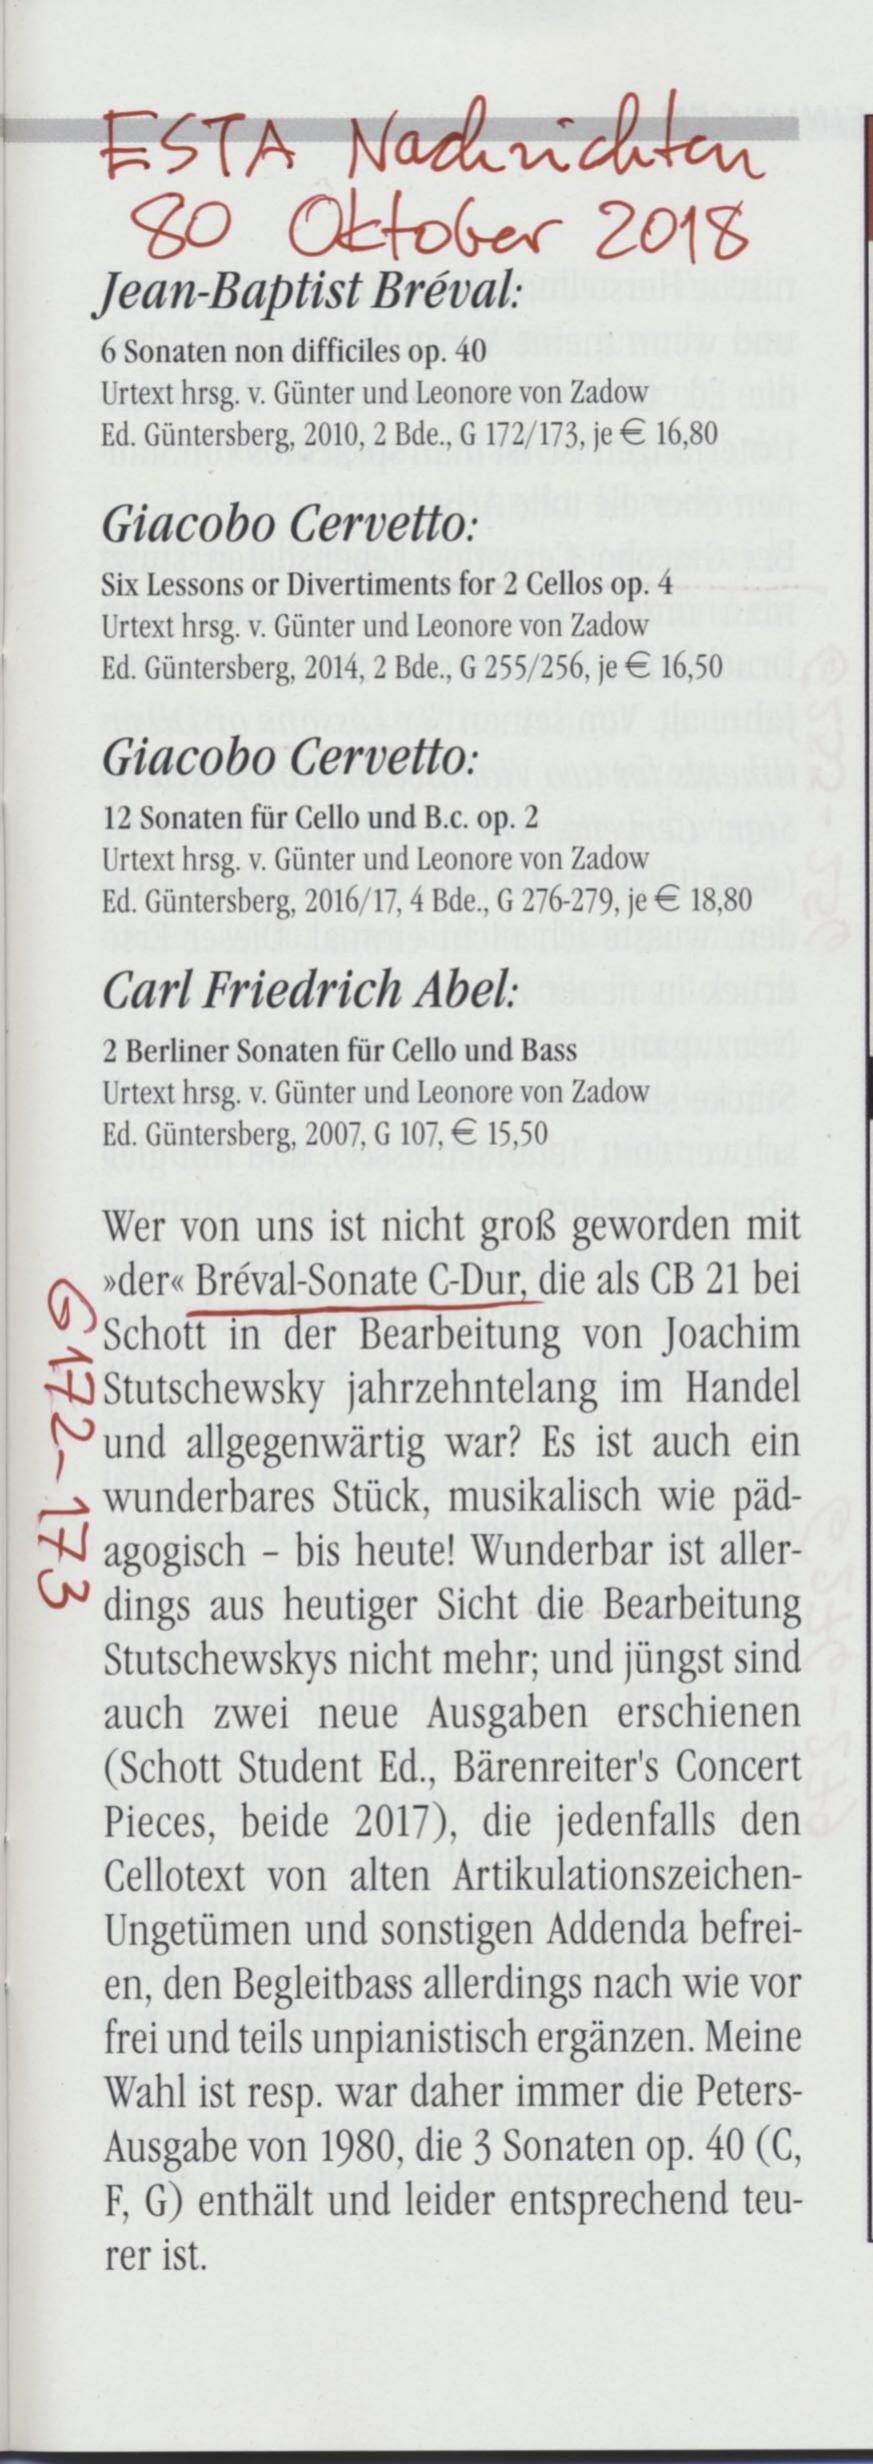 ESTA Nachrichten
80 Oktober 2018
Jean-Baptist Bréval:
6 Sonaten non difficiles op. 40
Urtext hrsg. v. Günter und Leonore von Zadow
Ed. Güntersberg, 2010, 2 Bde., G 172/173, je € 16,80
Giacobo Cervetto:
Six Lessons or Divertiments for 2 Cellos op. 4
Urtext hrsg. v. Günter und Leonore von Zadow
Ed. Güntersberg, 2014, 2 Bde., G 255/256, je € 16,50
Giacobo Cervetto:
12 Sonaten für Cello und B.c. op. 2
Urtext hrsg. v. Günter und Leonore von Zadow
Ed. Güntersberg, 2016/17, 4 Bde., G 276-279, je € 18,80
Carl Friedrich Abel:
2 Berliner Sonaten für Cello und Bass
Urtext hrsg. v. Günter und Leonore von Zadow
Ed. Güntersberg, 2007, G 107, € 15,50
Wer von uns ist nicht groß geworden mit
»der« Bréval-Sonate C-Dur, die als CB 21 bei
Schott in der Bearbeitung von Joachim
Stutschewsky jahrzehntelang im Handel
und allgegenwärtig war? Es ist auch ein
wunderbares Stück, musikalisch wie päd-
agogisch – bis heute! Wunderbar ist aller-
dings aus heutiger Sicht die Bearbeitung
Stutschewskys nicht mehr; und jüngst sind
auch zwei neue Ausgaben erschienen
(Schott Student Ed., Bärenreiter's Concert
Pieces, beide 2017), die jedenfalls den
Cellotext von alten Artikulationszeichen-
Ungetümen und sonstigen Addenda befrei-
en, den Begleitbass allerdings nach wie vor
frei und teils unpianistisch ergänzen. Meine
Wahl ist resp. war daher immer die Peters-
Ausgabe von 1980, die 3 Sonaten op. 40 (C,
F, G) enthält und leider entsprechend teu-
rer ist.
G 172-173